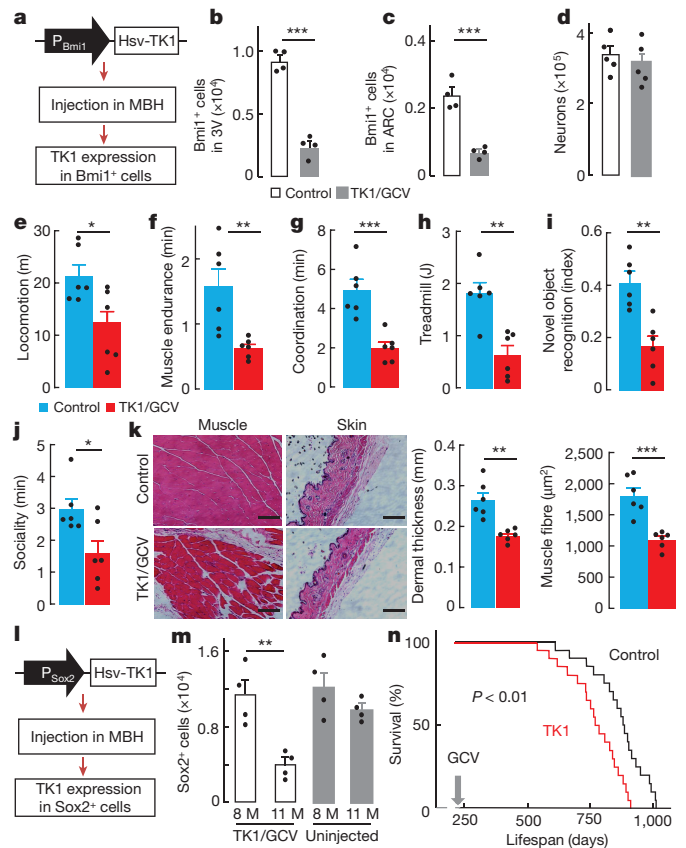 a
P Bmi1
Hsv-TK1
Injection in MBH
TK1 expression
in Bmi1+ cells
b
Bmi1+ cells
in 3V (×10⁴)
1.0
0.5
0
***
c
Bmi1+ cells
in ARC (×10⁴)
0.4
0.2
0
***
d
Neurons (×10⁵)
4
2
0
Control
TK1/GCV
e
Locomotion (m)
30
20
10
0
*
f
Muscle endurance (min)
2
1
0
**
g
Coordination (min)
8
6
4
2
0
***
h
Treadmill (J)
3
2
1
0
**
i
Novel object
recognition (index)
0.6
0.4
0.2
0
**
Control
TK1/GCV
j
Sociality (min)
5
4
3
2
1
0
*
k
Muscle
Skin
Control
TK1/GCV
Dermal thickness (mm)
0.4
0.3
0.2
0.1
0
**
Muscle fibre (μm²)
2,500
2,000
1,500
1,000
500
0
***
l
P Sox2
Hsv-TK1
Injection in MBH
TK1 expression
in Sox2+ cells
m
Sox2+ cells (×10⁴)
1.6
0.8
0
**
8 M
11 M
8 M
11 M
TK1/GCV
Uninjected
n
Survival (%)
100
50
0
Control
P < 0.01
TK1
GCV
250
500
750
1,000
Lifespan (days)